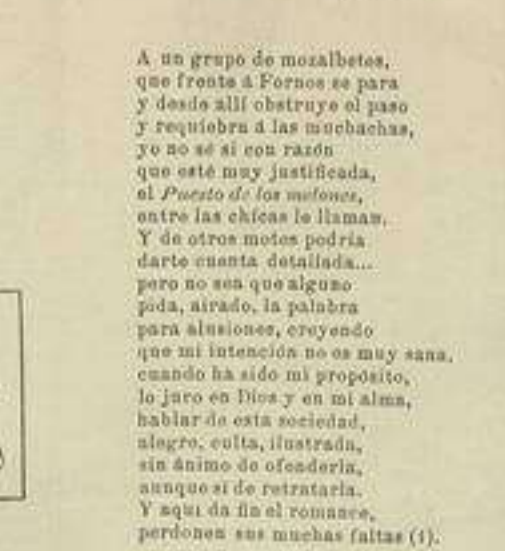 A un grupo de mozalbetes,
que frente á Fornos se para
y desde allí obstruye el paso
y requiebra á las muchachas,
yo no sé si con razón
que esté muy justificada,
el Puesto de los melones,
entre las chicas le llaman.
Y de otros motes podría
darte cuenta detallada...
pero no sea que alguno
pida, airado, la palabra
para alusiones, creyendo
que mi intención no es muy sana,
cuando ha sido mi propósito,
lo juro en Dios y en mi alma,
hablar de esta sociedad,
alegre, culta, ilustrada,
sin ánimo de ofenderla,
aunque si de retratarla.
Y aquí da fin el romance,
perdonen sus muchas faltas (1).